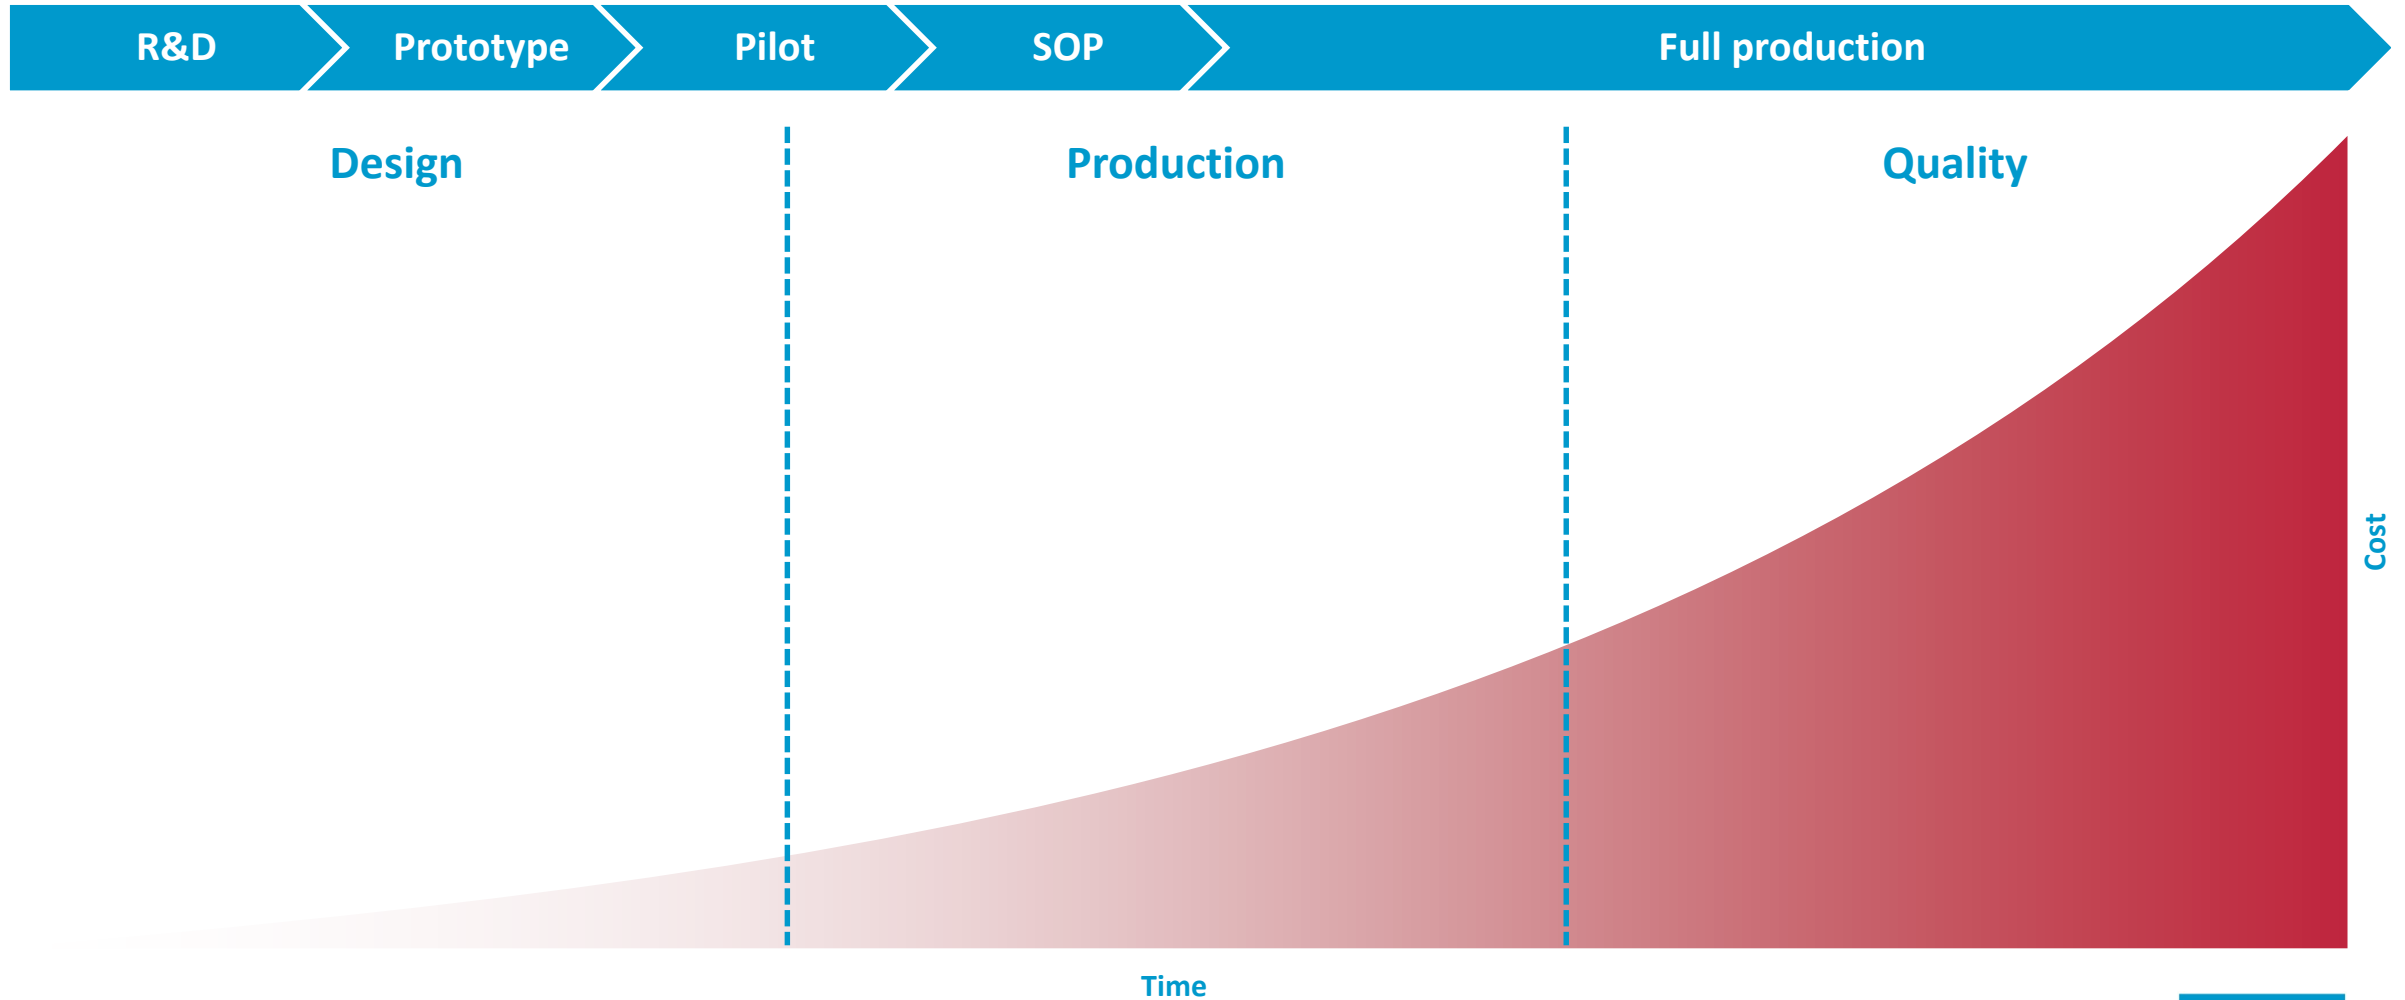 R&D Prototype Pilot SOP Full production
Design Production Quality
Cost
Time